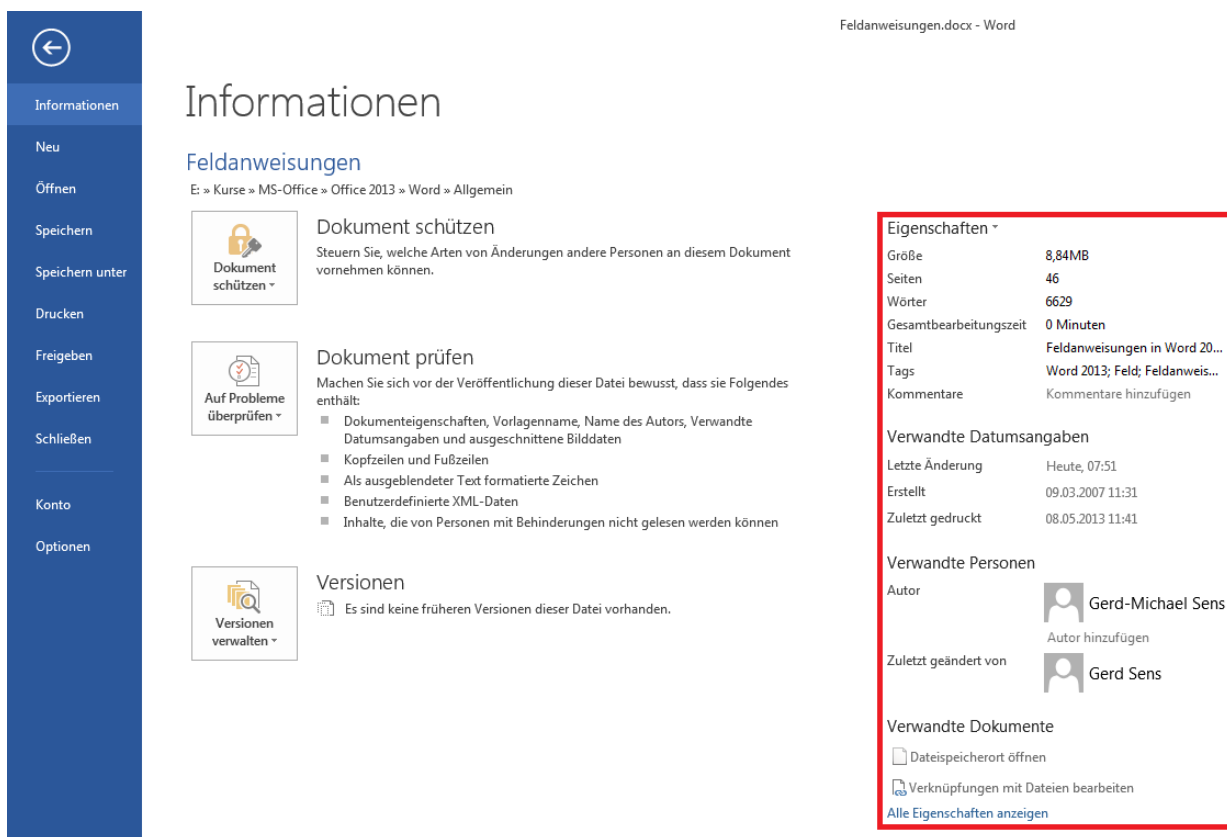 Feldanweisungen.docx - Word
Informationen
Neu
Öffnen
Speichern
Speichern unter
Drucken
Freigeben
Exportieren
Schließen
Konto
Optionen
Informationen
Feldanweisungen
E: » Kurse » MS-Office » Office 2013 » Word » Allgemein
Dokument
schützen
Dokument schützen
Steuern Sie, welche Arten von Änderungen andere Personen an diesem Dokument
vornehmen können.
Auf Probleme
überprüfen
Dokument prüfen
Machen Sie sich vor der Veröffentlichung dieser Datei bewusst, dass sie Folgendes
enthält:
Dokumenteigenschaften, Vorlagenname, Name des Autors, Verwandte
Datumsangaben und ausgeschnittene Bilddaten
Kopfzeilen und Fußzeilen
Als ausgeblendeter Text formatierte Zeichen
Benutzerdefinierte XML-Daten
Inhalte, die von Personen mit Behinderungen nicht gelesen werden können
Versionen
verwalten
Versionen
Es sind keine früheren Versionen dieser Datei vorhanden.
Eigenschaften
Größe 8,84MB
Seiten 46
Wörter 6629
Gesamtbearbeitungszeit 0 Minuten
Titel Feldanweisungen in Word 20...
Tags Word 2013; Feld; Feldanweis...
Kommentare Kommentare hinzufügen
Verwandte Datumsangaben
Letzte Änderung Heute, 07:51
Erstellt 09.03.2007 11:31
Zuletzt gedruckt 08.05.2013 11:41
Verwandte Personen
Autor Gerd-Michael Sens
Autor hinzufügen
Zuletzt geändert von Gerd Sens
Verwandte Dokumente
Dateispeicherort öffnen
Verknüpfungen mit Dateien bearbeiten
Alle Eigenschaften anzeigen